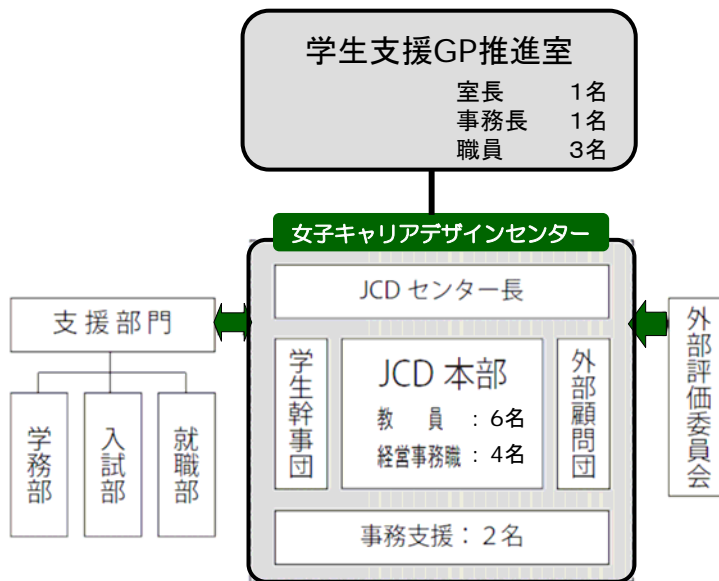 学生支援GP推進室
室長 1名
事務長 1名
職員 3名
女子キャリアデザインセンター
JCD センター長
支援部門
学務部
入試部
就職部
学生幹事団
JCD 本部
教 員 : 6名
経営事務職 : 4名
外部顧問団
事務支援：２名
外部評価委員会